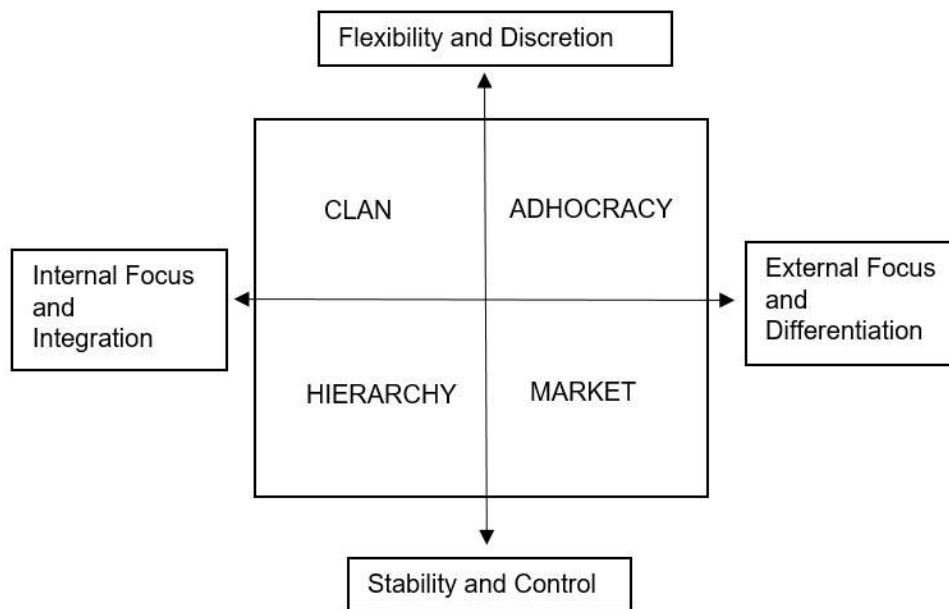 Flexibility and Discretion
CLAN
ADHOCRACY
Internal Focus
and
Integration
External Focus
and
Differentiation
HIERARCHY
MARKET
Stability and Control